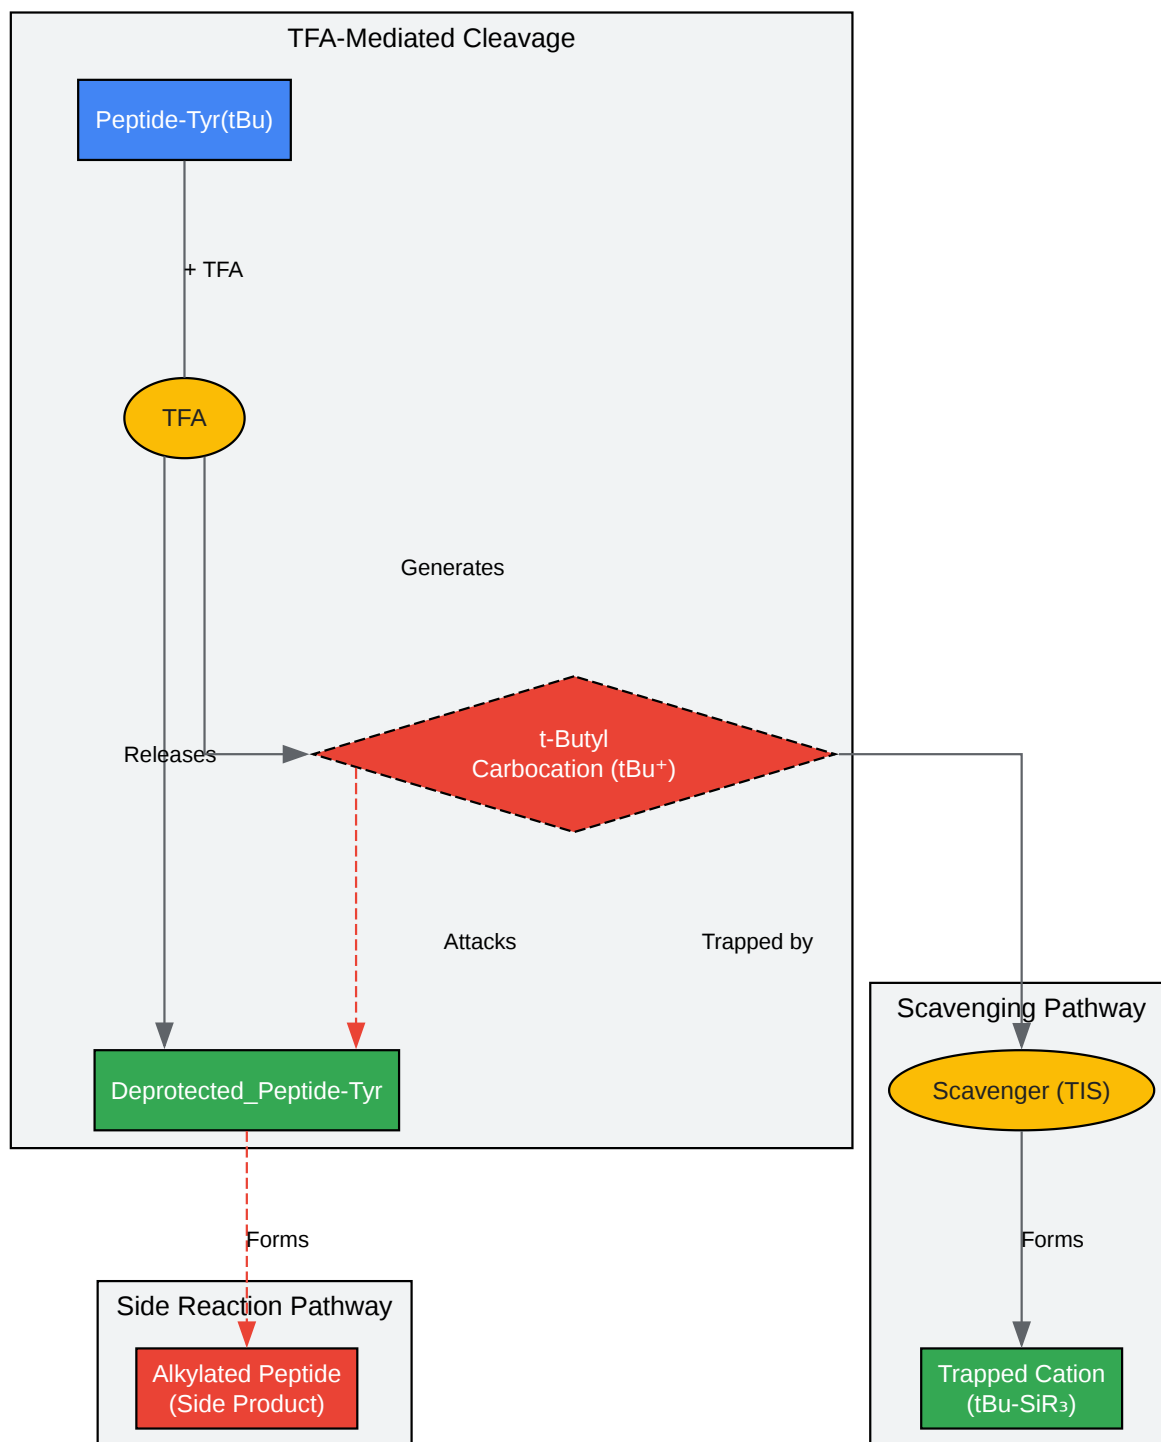 TFA-Mediated Cleavage
Peptide-Tyr(tBu)
+ TFA
TFA
Generates
t-Butyl
Carbocation (tBu⁺)
Releases
Attacks
Trapped by
Scavenging Pathway
Deprotected_Peptide-Tyr
Scavenger (TIS)
Forms
Forms
Side Reaction Pathway
Alkylated Peptide
(Side Product)
Trapped Cation
(tBu-SiR₃)